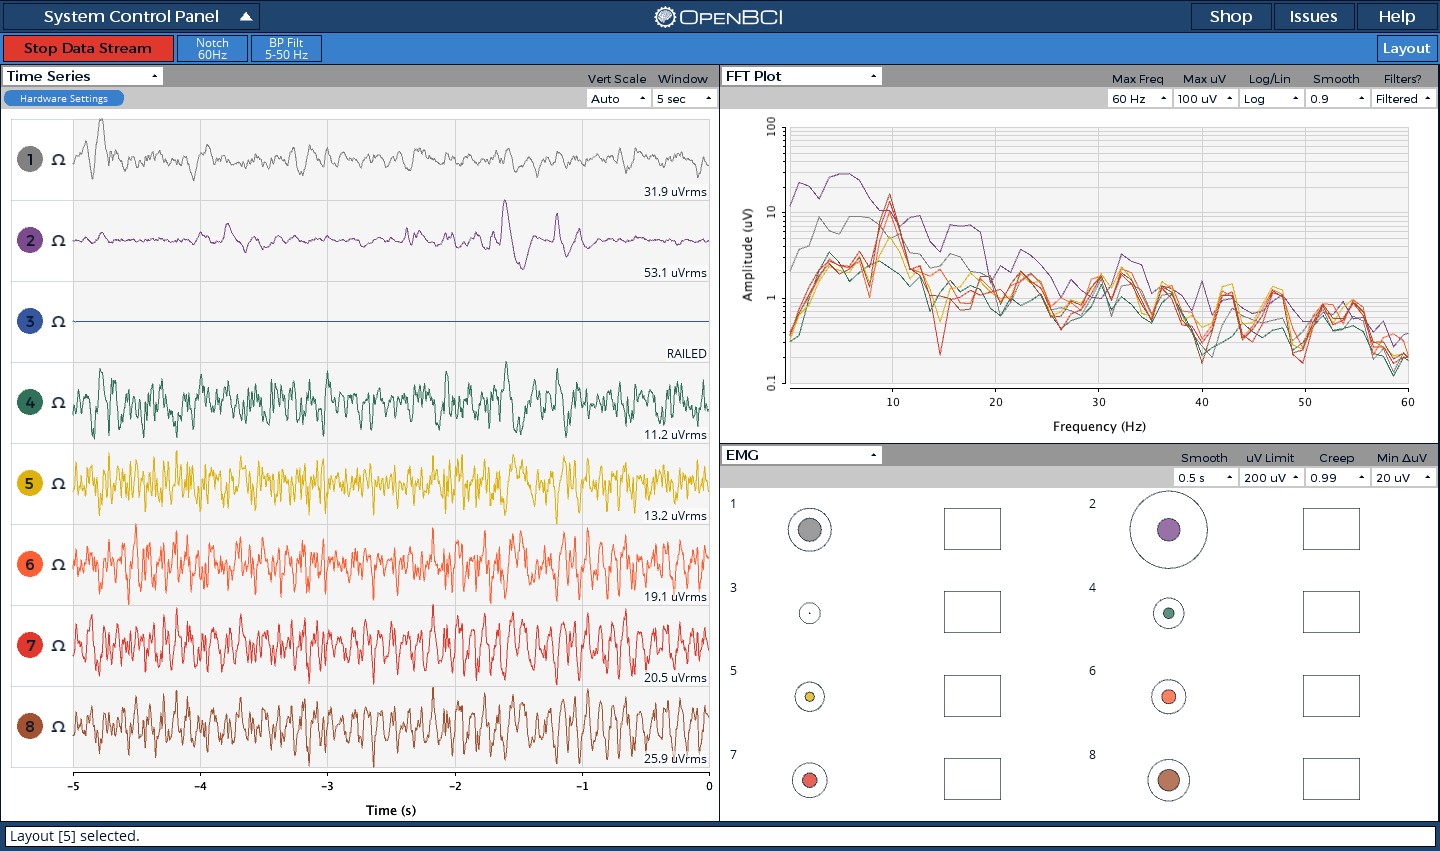 System Control Panel
OpenBCI
Shop
Issues
Help
Stop Data Stream
Notch
60Hz
BP Filt
5-50 Hz
Layout
Time Series
Vert Scale
Window
Hardware Settings
Auto
5 sec
1 Ω
31.9 uVrms
2 Ω
53.1 uVrms
3 Ω
RAILED
4 Ω
11.2 uVrms
5 Ω
13.2 uVrms
6 Ω
19.1 uVrms
7 Ω
20.5 uVrms
8 Ω
25.9 uVrms
-5 -4 -3 -2 -1 0
Time (s)
FFT Plot
Max Freq
Max uV
Log/Lin
Smooth
Filters?
60 Hz
100 uV
Log
0.9
Filtered
100
10
1
0.1
Amplitude (uV)
10 20 30 40 50 60
Frequency (Hz)
EMG
Smooth
uV Limit
Creep
Min ΔuV
0.5 s
200 uV
0.99
20 uV
1
2
3
4
5
6
7
8
Layout [5] selected.